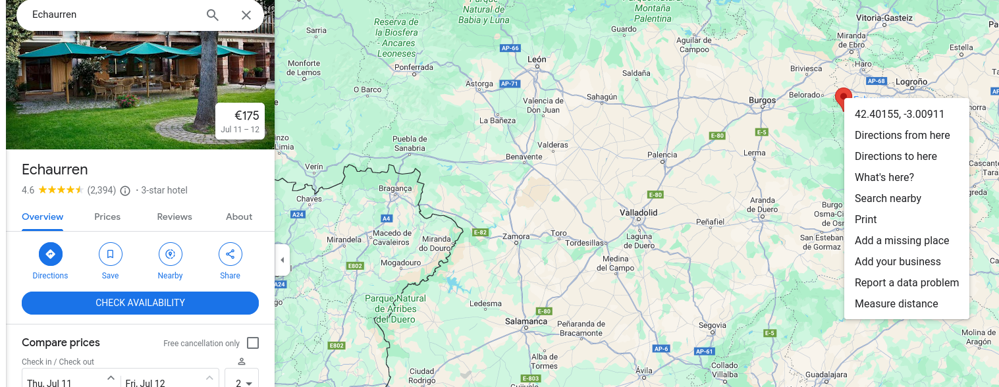 Echaurren
€175
Jul 11 – 12
Echaurren
4.6 (2,394) · 3-star hotel
Overview Prices Reviews About
Directions Save Nearby Share
CHECK AVAILABILITY
Compare prices
Free cancellation only
Check in / Check out
Thu, Jul 11 Fri, Jul 12 2
Parque
Natural de
Babia y Luna
Parque Natural
Montaña
Palentina
Vitoria-Gasteiz
Sarria
Reserva de
la Biosfera
- Ancares
Leoneses
Guardo
Aguilar de
Campoo
Miranda
de Ebro
Estella
AP-66
León
Monforte
de Lemos
Ponferrada
Saldaña
Briviesca
Haro
AP-68
Logroño
O Barco
Astorga
AP-71
Valencia de
Don Juan
Sahagún
Burgos
Belorado
La Bañeza
E-80
E-5
Puebla de
Sanabria
Valderas
Benavente
Palencia
Lerma
Verín
Bragança
Chaves
A24
A4
E-80
Valladolid
Aranda
de Duero
Peñafiel
Burgo
Osma-Ci
de Os
Mirandela
Macedo de
Cavaleiros
Miranda
do Douro
E-82
Zamora
Toro
Tordesillas
Laguna
de Duero
San Esteban
de Gormaz
Mogadouro
E802
Medina
del Campo
A24
Parque Natural
de Arribes
del Duero
Ledesma
E-80
Salamanca
Peñaranda de
Bracamonte
Segovia
E-5
E802
AP-6
AP-61
Molina de
Aragón
Alba de
Tormes
Ciudad
Rodrigo
E-803
Ávila
Collado
Villalba
Guadalajara
42.40155, -3.00911
Directions from here
Directions to here
What's here?
Search nearby
Print
Add a missing place
Add your business
Report a data problem
Measure distance